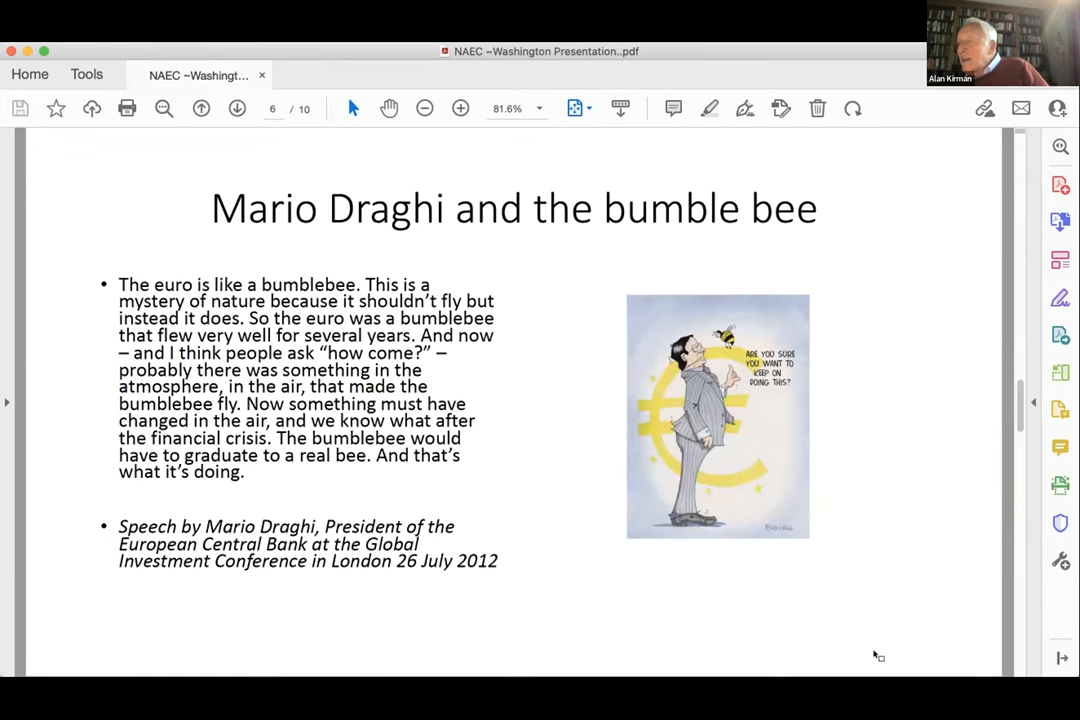 NAEC ~Washington Presentation..pdf
Alan Kirman
Home
Tools
NAEC ~Washingt...
6 / 10
81.6%
Mario Draghi and the bumble bee
• The euro is like a bumblebee. This is a
mystery of nature because it shouldn't fly but
instead it does. So the euro was a bumblebee
that flew very well for several years. And now
– and I think people ask "how come?" –
probably there was something in the
atmosphere, in the air, that made the
bumblebee fly. Now something must have
changed in the air, and we know what after
the financial crisis. The bumblebee would
have to graduate to a real bee. And that's
what it's doing.
ARE YOU SURE
YOU WANT TO
KEEP ON
DOING THIS?
• Speech by Mario Draghi, President of the
European Central Bank at the Global
Investment Conference in London 26 July 2012